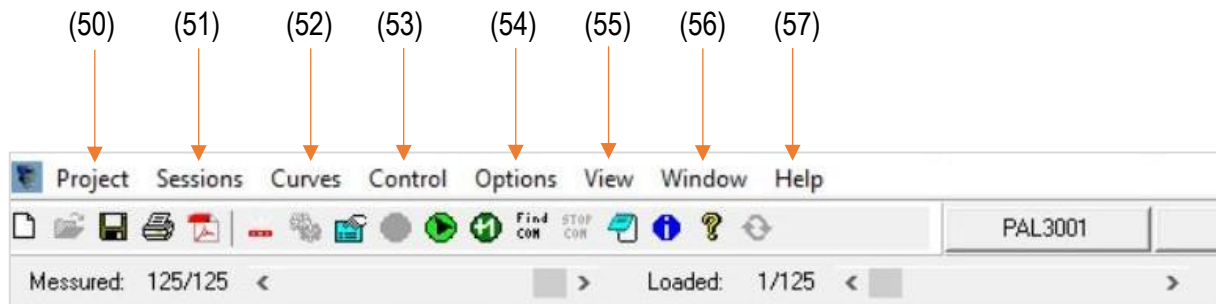 (50) (51) (52) (53) (54) (55) (56) (57)
Project Sessions Curves Control Options View Window Help
Find COM STOP COM PAL3001
Messured: 125/125 Loaded: 1/125